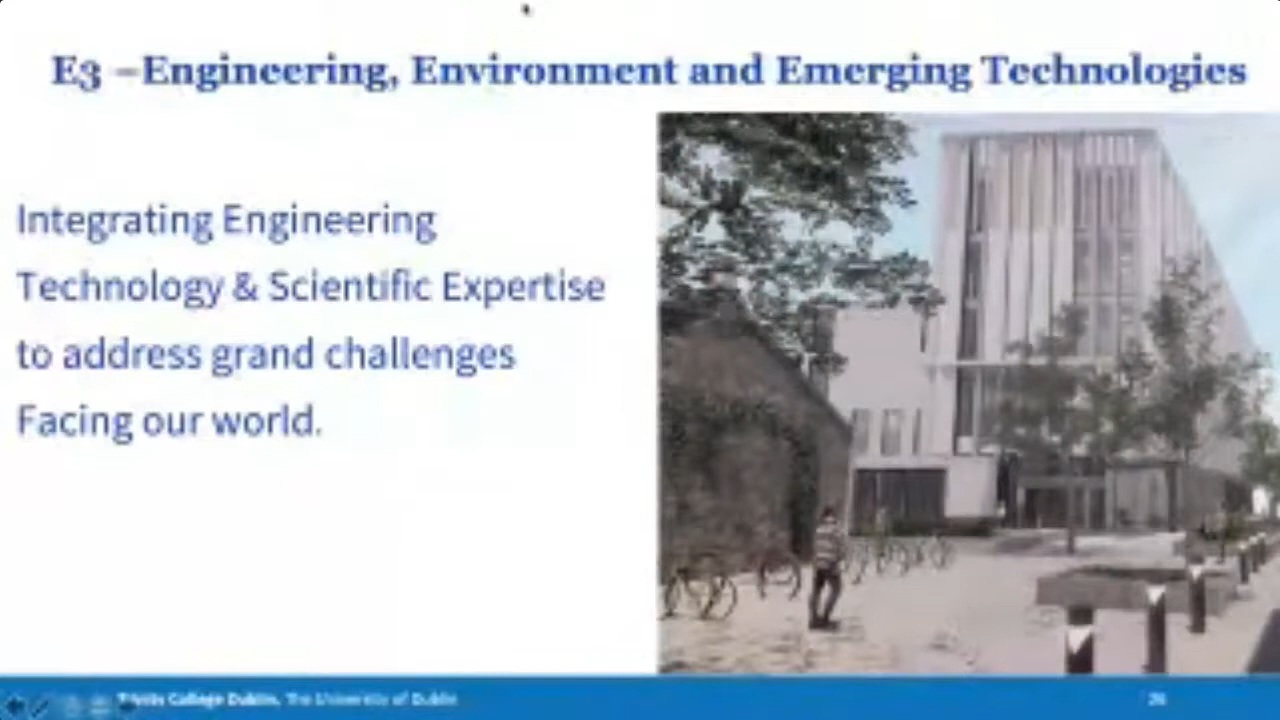 E3 –Engineering, Environment and Emerging Technologies
Integrating Engineering
Technology & Scientific Expertise
to address grand challenges
Facing our world.
Trinity College Dublin, The University of Dublin